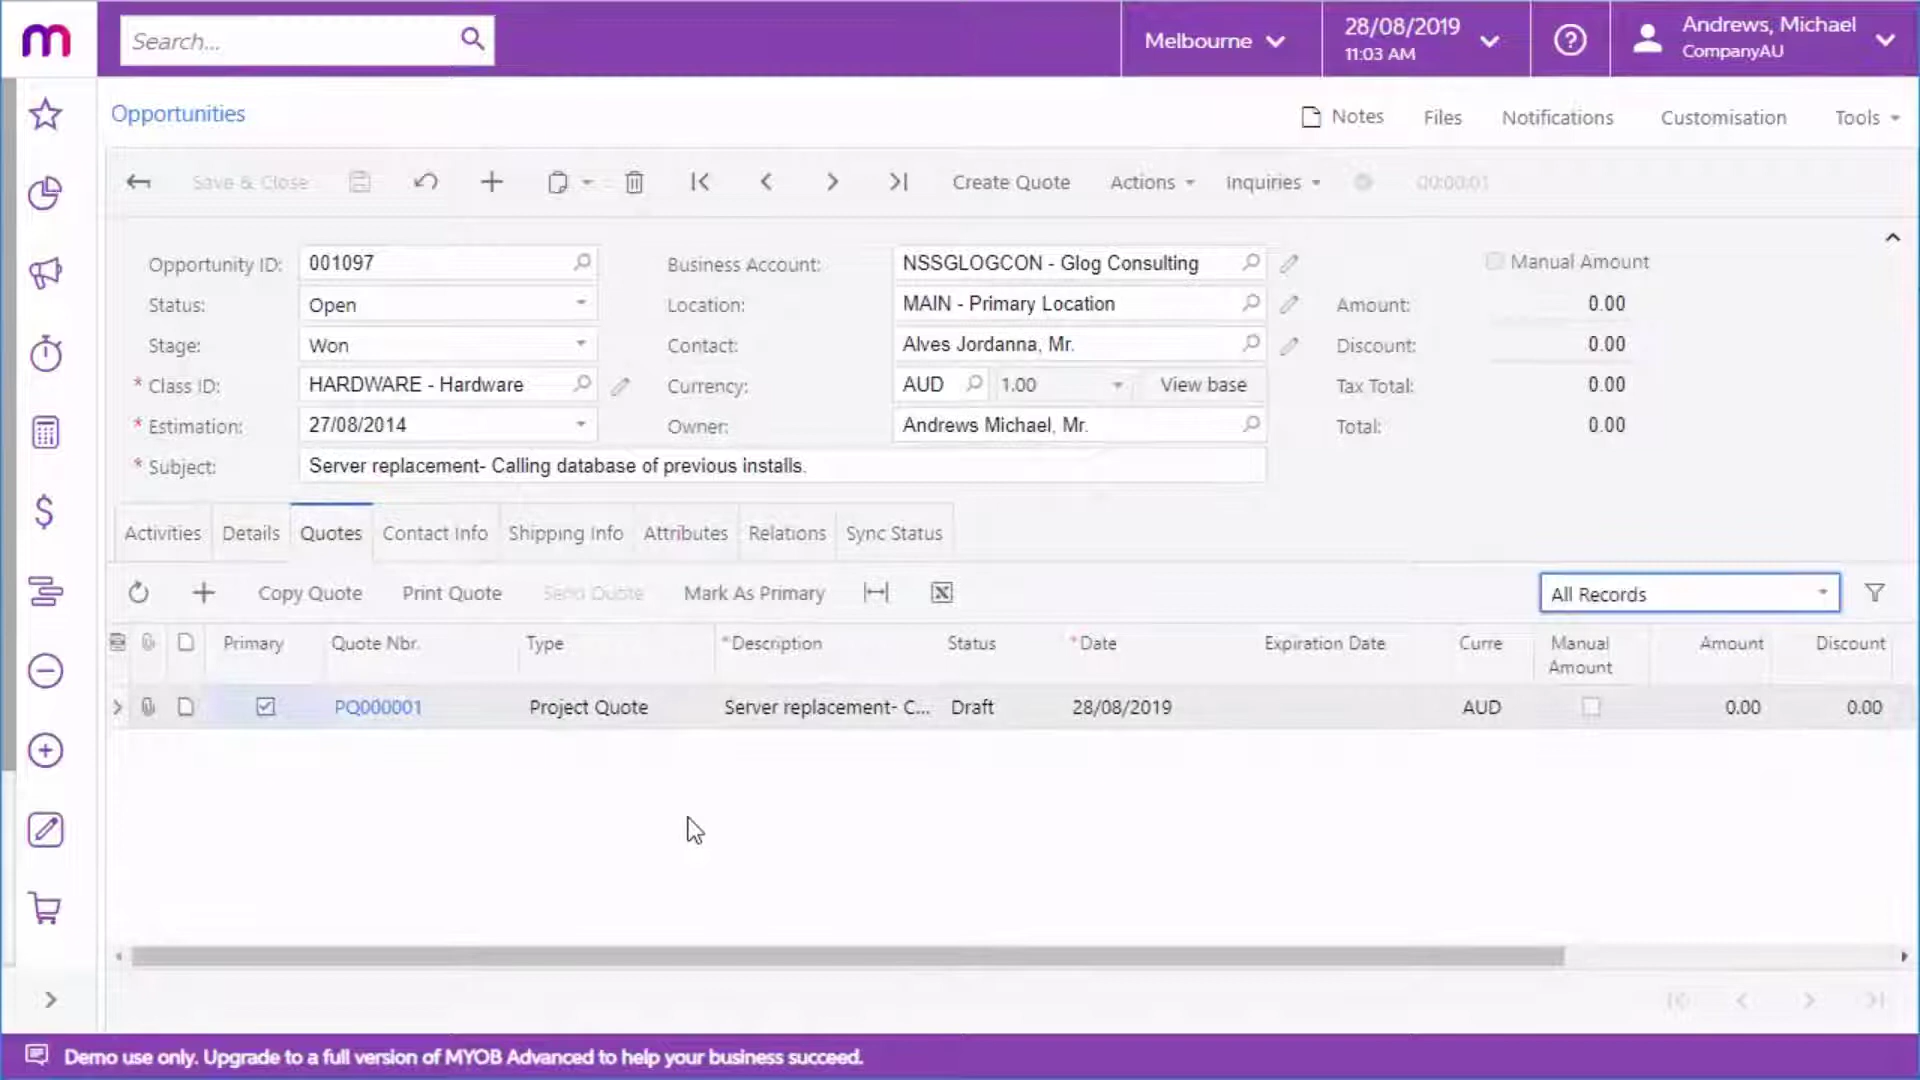 Search...
Melbourne
28/08/2019
11:03 AM
Andrews, Michael
CompanyAU
Opportunities
Notes
Files
Notifications
Customisation
Tools
Save & Close
Create Quote
Actions
Inquiries
00:00:01
Opportunity ID: 001097
Business Account: NSSGLOGCON - Glog Consulting
Manual Amount
Status: Open
Location: MAIN - Primary Location
Amount: 0.00
Stage: Won
Contact: Alves Jordanna, Mr.
Discount: 0.00
* Class ID: HARDWARE - Hardware
Currency: AUD 1.00 View base
Tax Total: 0.00
* Estimation: 27/08/2014
Owner: Andrews Michael, Mr.
Total: 0.00
* Subject: Server replacement- Calling database of previous installs.
Activities Details Quotes Contact Info Shipping Info Attributes Relations Sync Status
Copy Quote Print Quote Send Quote Mark As Primary All Records
Primary Quote Nbr. Type *Description Status *Date Expiration Date Curre Manual Amount Amount Discount
PQ000001 Project Quote Server replacement- C... Draft 28/08/2019 AUD 0.00 0.00
Demo use only. Upgrade to a full version of MYOB Advanced to help your business succeed.